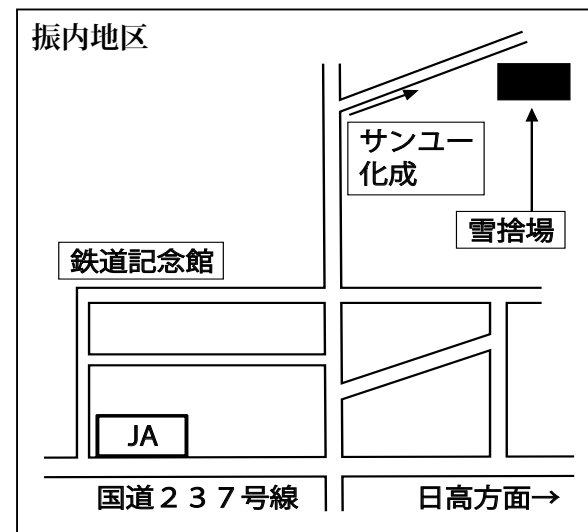 振内地区
サンユー
化成
雪捨場
鉄道記念館
JA
国道２３７号線
日高方面→